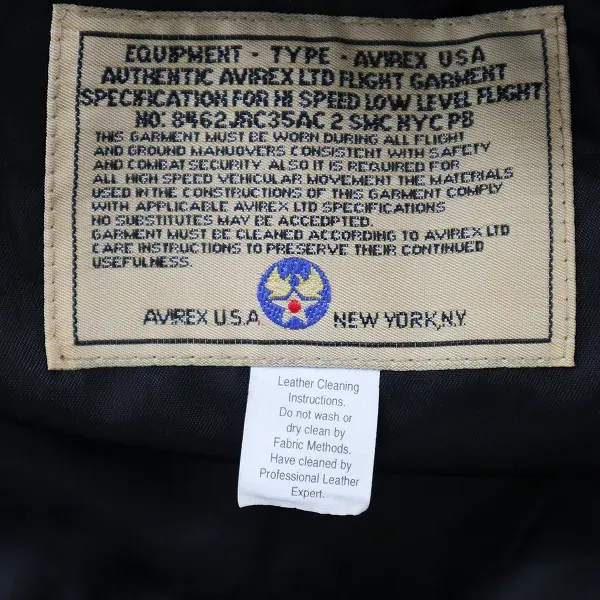 EQUIPMENT - TYPE - AVIREX USA
AUTHENTIC AVIREX LTD FLIGHT GARMENT
SPECIFICATION FOR HI SPEED LOW LEVEL FLIGHT
NO: 8462JRC35AC 2 SMC NYC PB
THIS GARMENT MUST BE WORN DURING ALL FLIGHT
AND GROUND MANUOVERS CONSISTENT WITH SAFETY
AND COMBAT SECURITY ALSO IT IS REQUIRED FOR
ALL HIGH SPEED VEHICULAR MOVEMENT THE MATERIALS
USED IN THE CONSTRUCTIONS OF THIS GARMENT COMPLY
WITH APPLICABLE AVIREX LTD SPECIFICATIONS
NO SUBSTITUTES MAY BE ACCEPTDD.
GARMENT MUST BE CLEANED ACCORDING TO AVIREX LTD
CARE INSTRUCTIONS TO PRESERVE THEIR CONTINUED
USEFULNESS.
AVIREX U.S.A. NEW YORK,N.Y.
Leather Cleaning
Instructions.
Do not wash or
dry clean by
Fabric Methods.
Have cleaned by
Professional Leather
Expert.